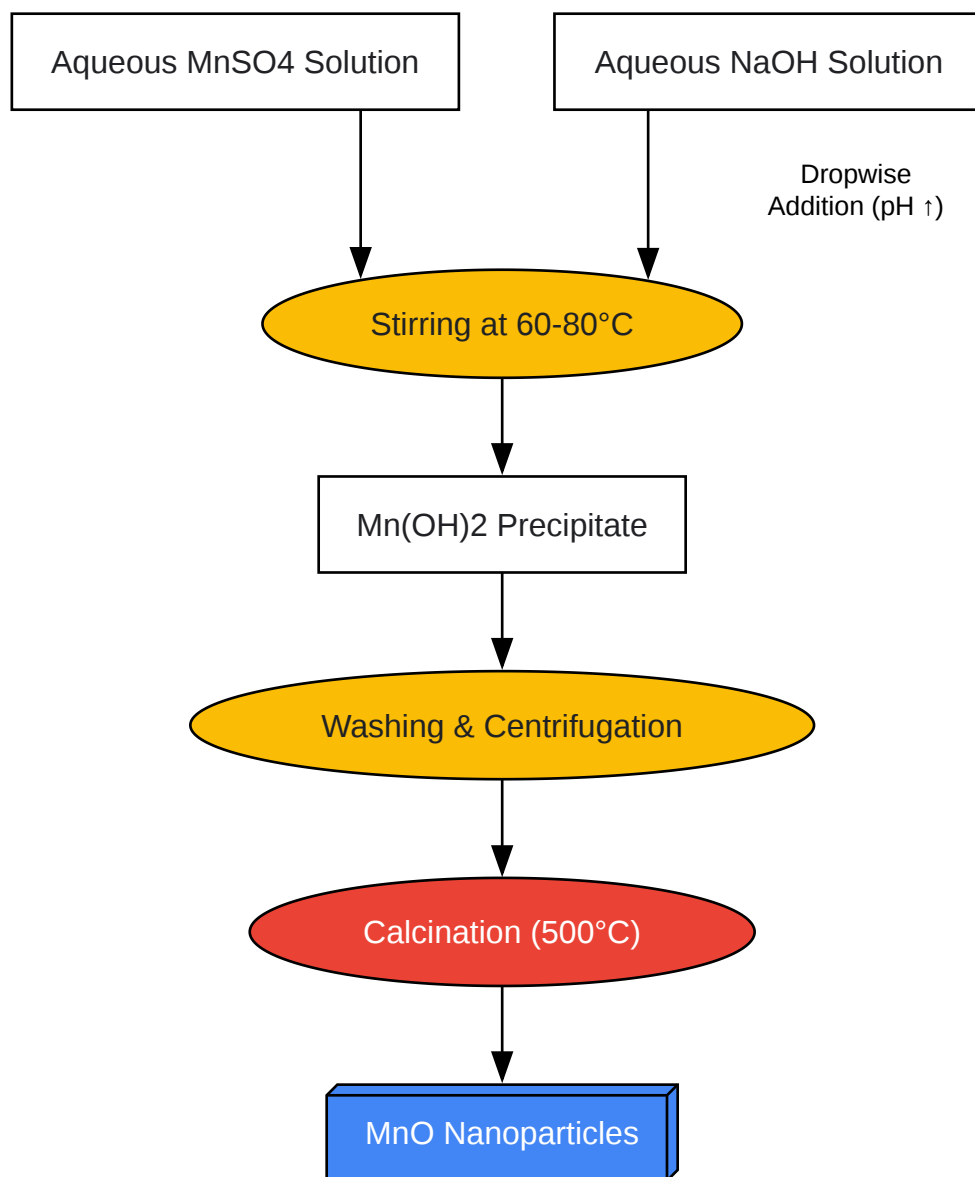 Aqueous MnSO4 Solution
Aqueous NaOH Solution
Dropwise
Addition (pH ↑)
Stirring at 60-80°C
Mn(OH)2 Precipitate
Washing & Centrifugation
Calcination (500°C)
MnO Nanoparticles